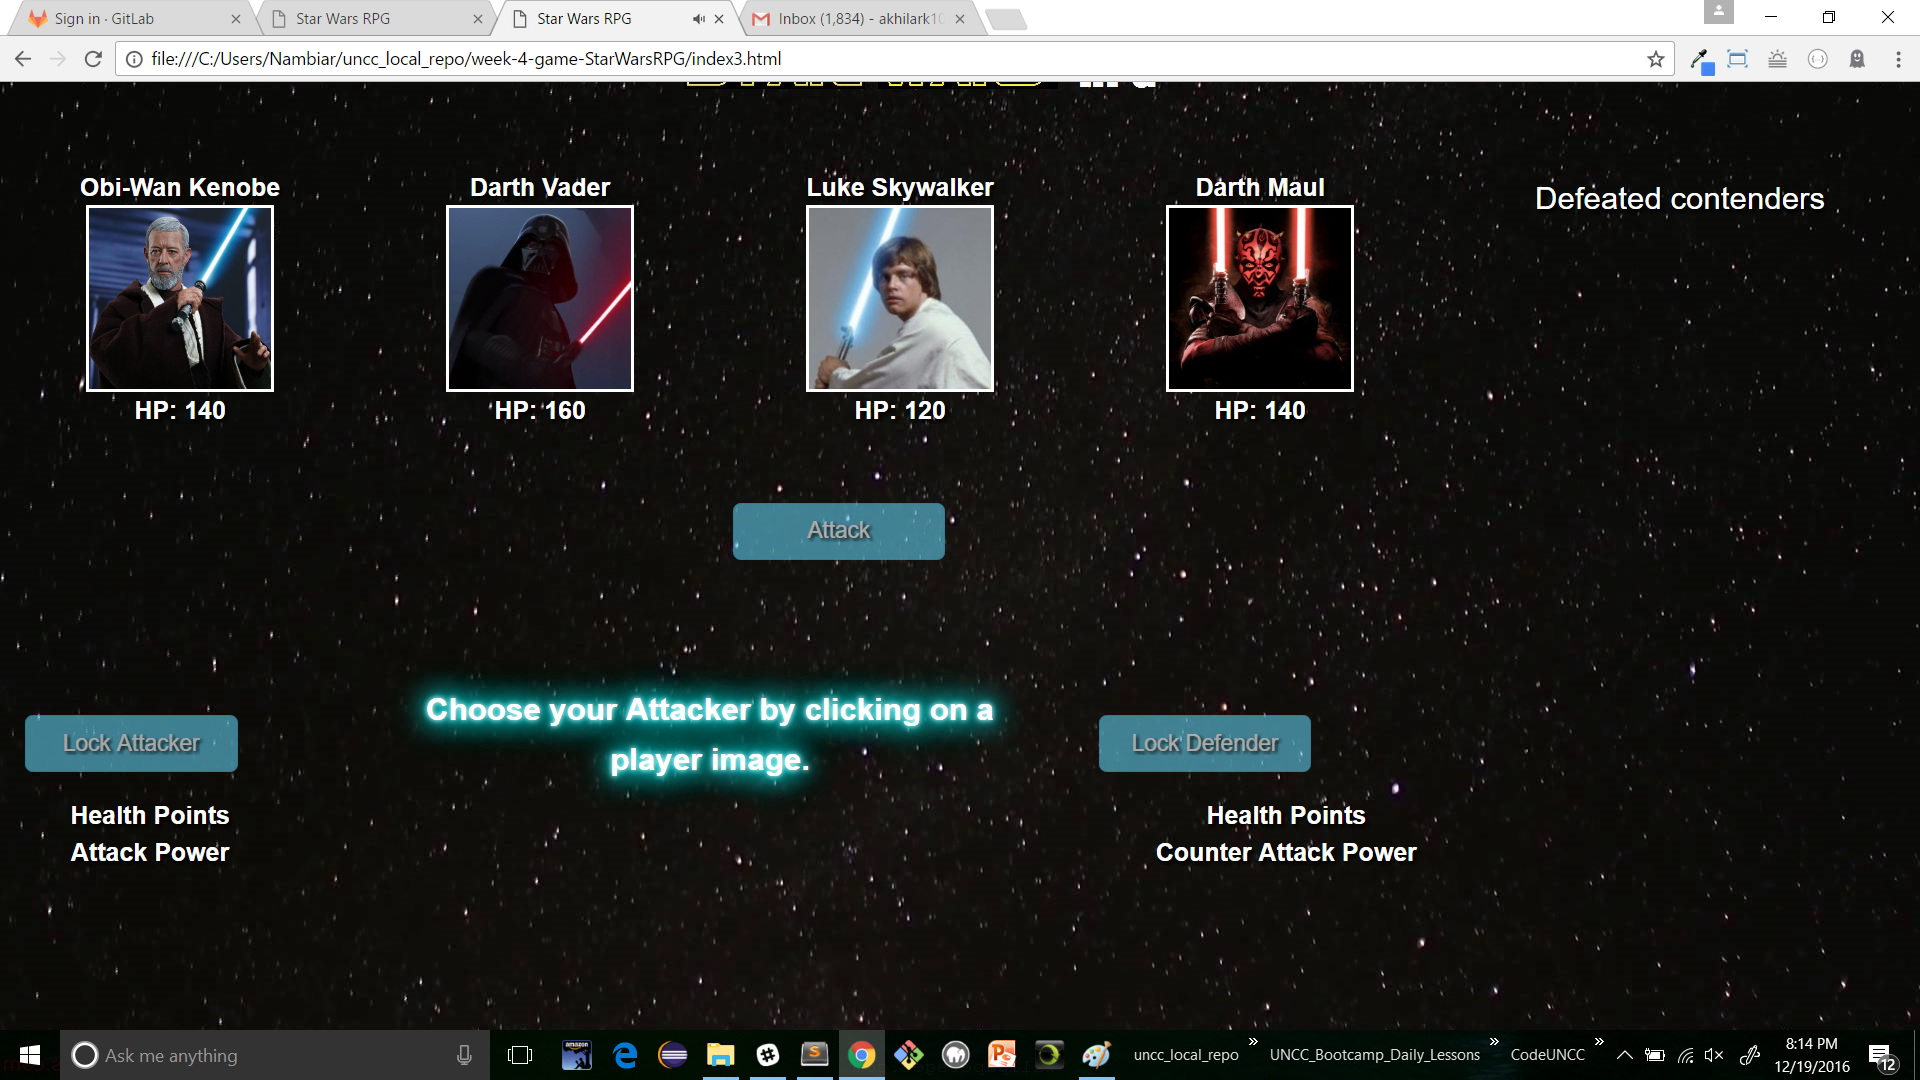 Sign in · GitLab
Star Wars RPG
Star Wars RPG
Inbox (1,834) - akhilark10
file:///C:/Users/Nambiar/uncc_local_repo/week-4-game-StarWarsRPG/index3.html
Obi-Wan Kenobe
Darth Vader
Luke Skywalker
Darth Maul
Defeated contenders
HP: 140
HP: 160
HP: 120
HP: 140
Attack
Choose your Attacker by clicking on a
player image.
Lock Attacker
Lock Defender
Health Points
Attack Power
Health Points
Counter Attack Power
Ask me anything
uncc_local_repo
UNCC_Bootcamp_Daily_Lessons
CodeUNCC
8:14 PM
12/19/2016
12